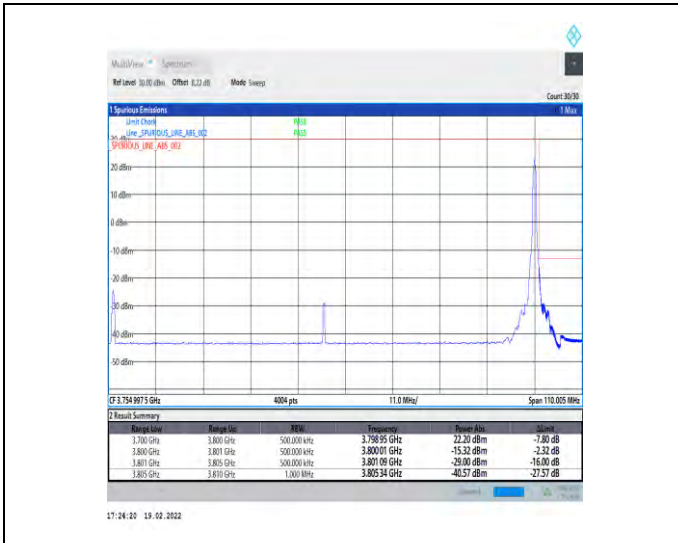 MultiView Spectrum
Ref Level 30.00 dBm Offset 8.22 dB Mode Sweep
Count 30/30
1 Spurious Emissions 1 Max
Limit Check PASS
Line _SPURIOUS_LINE_ABS_002 PASS
SPURIOUS_LINE_ABS_002
20 dBm
10 dBm
0 dBm
-10 dBm
-20 dBm
-30 dBm
-40 dBm
-50 dBm
CF 3.754 997 5 GHz 4004 pts 11.0 MHz/ Span 110.005 MHz
2 Result Summary
Range Low Range Up RBW Frequency Power Abs ΔLimit
3.700 GHz 3.800 GHz 500.000 kHz 3.798 95 GHz 22.20 dBm -7.80 dB
3.800 GHz 3.801 GHz 500.000 kHz 3.800 01 GHz -15.32 dBm -2.32 dB
3.801 GHz 3.805 GHz 500.000 kHz 3.801 09 GHz -29.00 dBm -16.00 dB
3.805 GHz 3.810 GHz 1.000 MHz 3.805 34 GHz -40.57 dBm -27.57 dB
17:24:20 19.02.2022